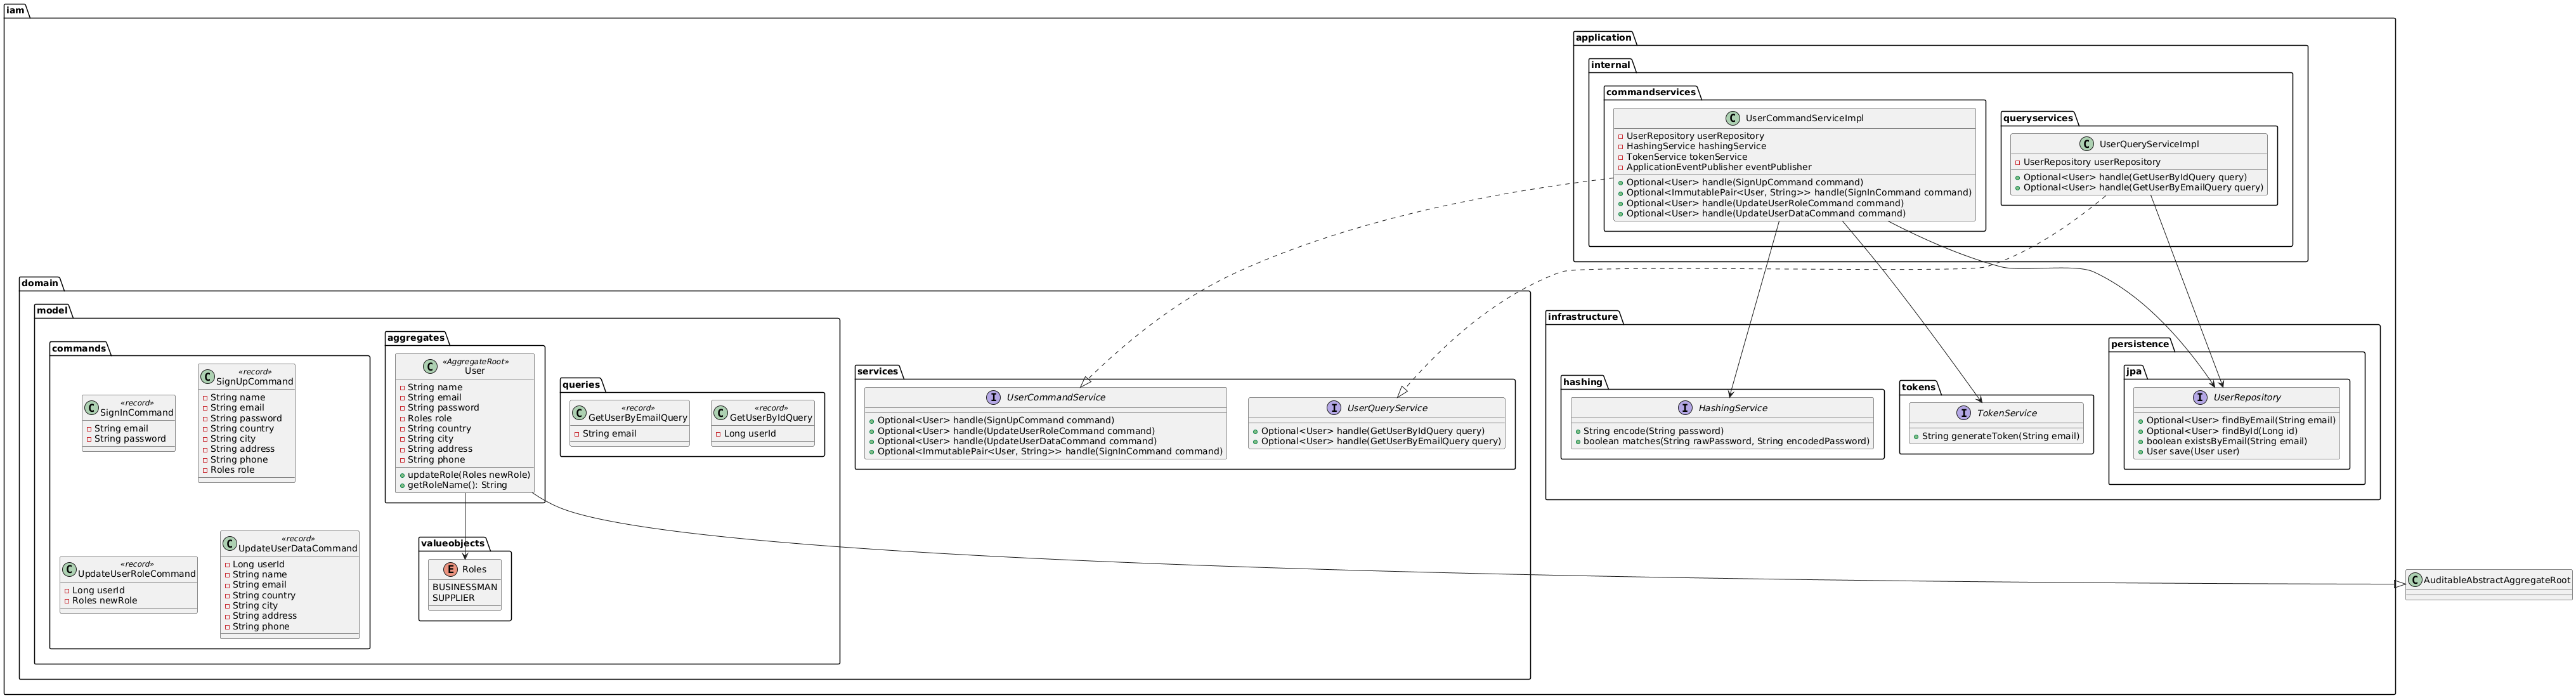 iam
application
internal
commandservices
C UserCommandServiceImpl
UserRepository userRepository
HashingService hashingService
TokenService tokenService
ApplicationEventPublisher eventPublisher
Optional<User> handle(SignUpCommand command)
Optional<ImmutablePair<User, String>> handle(SignInCommand command)
Optional<User> handle(UpdateUserRoleCommand command)
Optional<User> handle(UpdateUserDataCommand command)
queryservices
C UserQueryServiceImpl
UserRepository userRepository
Optional<User> handle(GetUserByIdQuery query)
Optional<User> handle(GetUserByEmailQuery query)
domain
model
commands
C «record»
SignInCommand
String email
String password
C «record»
SignUpCommand
String name
String email
String password
String country
String city
String address
String phone
Roles role
C «record»
UpdateUserRoleCommand
Long userId
Roles newRole
C «record»
UpdateUserDataCommand
Long userId
String name
String email
String country
String city
String address
String phone
aggregates
C «AggregateRoot»
User
String name
String email
String password
Roles role
String country
String city
String address
String phone
updateRole(Roles newRole)
getRoleName(): String
queries
C «record»
GetUserByEmailQuery
String email
C «record»
GetUserByIdQuery
Long userId
valueobjects
E Roles
BUSINESSMAN
SUPPLIER
services
I UserCommandService
Optional<User> handle(SignUpCommand command)
Optional<User> handle(UpdateUserRoleCommand command)
Optional<User> handle(UpdateUserDataCommand command)
Optional<ImmutablePair<User, String>> handle(SignInCommand command)
I UserQueryService
Optional<User> handle(GetUserByIdQuery query)
Optional<User> handle(GetUserByEmailQuery query)
infrastructure
hashing
I HashingService
String encode(String password)
boolean matches(String rawPassword, String encodedPassword)
tokens
I TokenService
String generateToken(String email)
persistence
jpa
I UserRepository
Optional<User> findByEmail(String email)
Optional<User> findById(Long id)
boolean existsByEmail(String email)
User save(User user)
C AuditableAbstractAggregateRoot